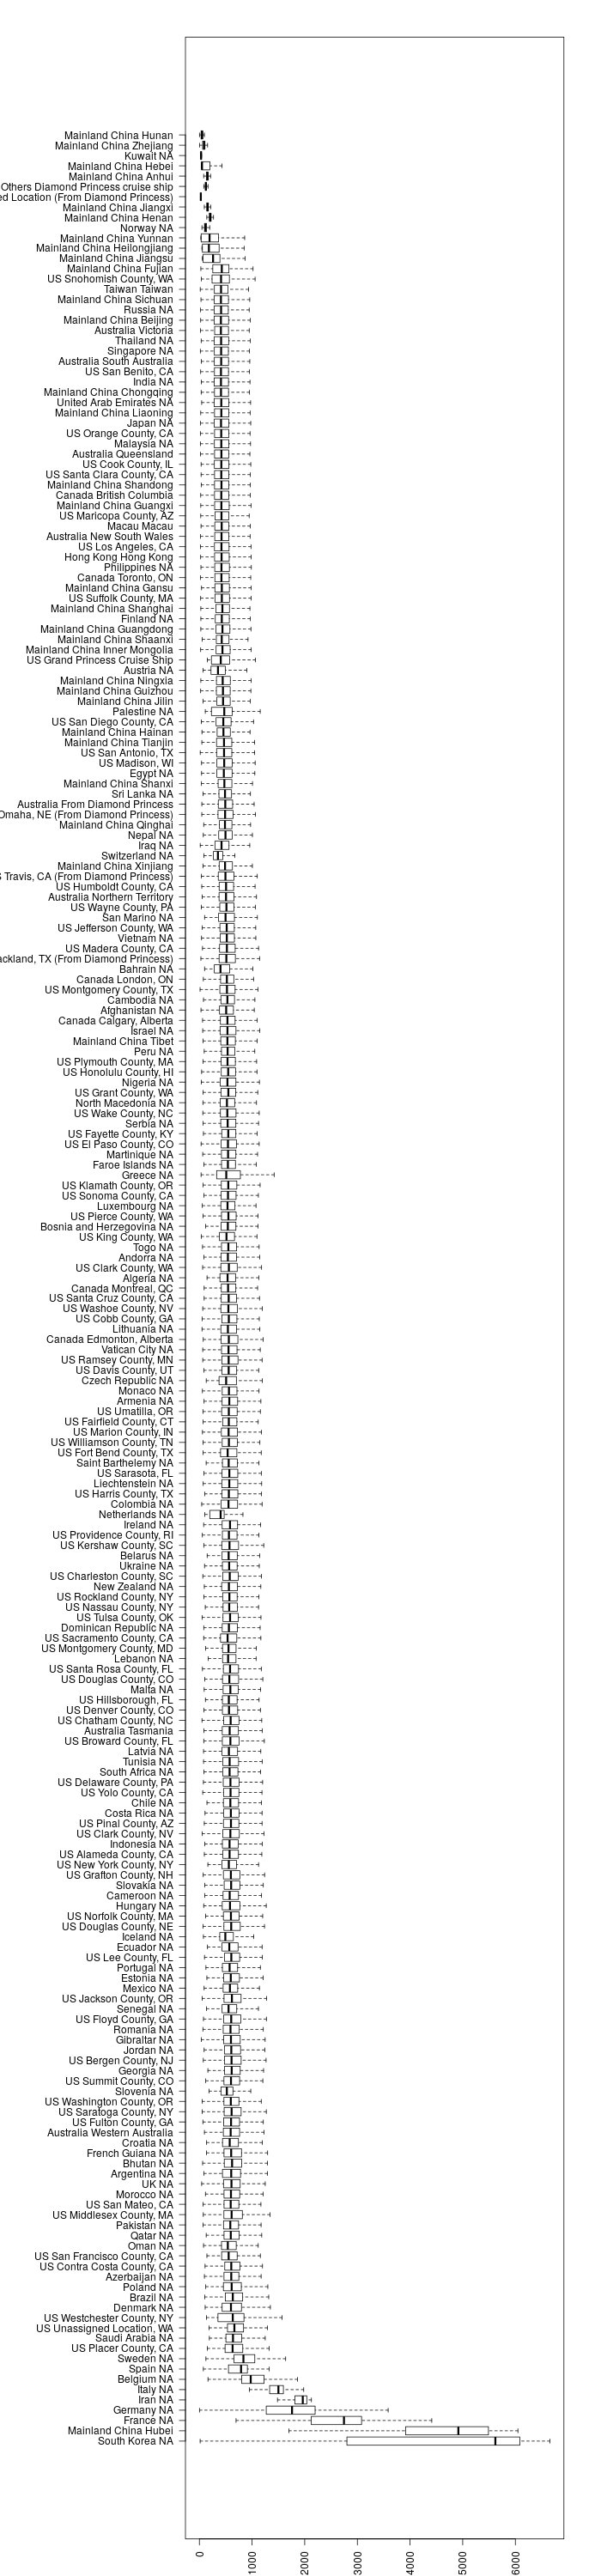 Mainland China Hunan
Mainland China Zhejiang
Kuwait NA
Mainland China Hebei
Mainland China Anhui
Others Diamond Princess cruise ship
ed Location (From Diamond Princess)
Mainland China Jiangxi
Mainland China Henan
Norway NA
Mainland China Yunnan
Mainland China Heilongjiang
Mainland China Jiangsu
Mainland China Fujian
US Snohomish County, WA
Taiwan Taiwan
Mainland China Sichuan
Russia NA
Mainland China Beijing
Australia Victoria
Thailand NA
Singapore NA
Australia South Australia
US San Benito, CA
India NA
Mainland China Chongqing
United Arab Emirates NA
Mainland China Liaoning
Japan NA
US Orange County, CA
Malaysia NA
Australia Queensland
US Cook County, IL
US Santa Clara County, CA
Mainland China Shandong
Canada British Columbia
Mainland China Guangxi
US Maricopa County, AZ
Macau Macau
Australia New South Wales
US Los Angeles, CA
Hong Kong Hong Kong
Philippines NA
Canada Toronto, ON
Mainland China Gansu
US Suffolk County, MA
Mainland China Shanghai
Finland NA
Mainland China Guangdong
Mainland China Shaanxi
Mainland China Inner Mongolia
US Grand Princess Cruise Ship
Austria NA
Mainland China Ningxia
Mainland China Guizhou
Mainland China Jilin
Palestine NA
US San Diego County, CA
Mainland China Hainan
Mainland China Tianjin
US San Antonio, TX
US Madison, WI
Egypt NA
Mainland China Shanxi
Sri Lanka NA
Australia From Diamond Princess
Omaha, NE (From Diamond Princess)
Mainland China Qinghai
Nepal NA
Iraq NA
Switzerland NA
Mainland China Xinjiang
S Travis, CA (From Diamond Princess)
US Humboldt County, CA
Australia Northern Territory
US Wayne County, PA
San Marino NA
US Jefferson County, WA
Vietnam NA
US Madera County, CA
ackland, TX (From Diamond Princess)
Bahrain NA
Canada London, ON
US Montgomery County, TX
Cambodia NA
Afghanistan NA
Canada Calgary, Alberta
Israel NA
Mainland China Tibet
Peru NA
US Plymouth County, MA
US Honolulu County, HI
Nigeria NA
US Grant County, WA
North Macedonia NA
US Wake County, NC
Serbia NA
US Fayette County, KY
US El Paso County, CO
Martinique NA
Faroe Islands NA
Greece NA
US Klamath County, OR
US Sonoma County, CA
Luxembourg NA
US Pierce County, WA
Bosnia and Herzegovina NA
US King County, WA
Togo NA
Andorra NA
US Clark County, WA
Algeria NA
Canada Montreal, QC
US Santa Cruz County, CA
US Washoe County, NV
US Cobb County, GA
Lithuania NA
Canada Edmonton, Alberta
Vatican City NA
US Ramsey County, MN
US Davis County, UT
Czech Republic NA
Monaco NA
Armenia NA
US Umatilla, OR
US Fairfield County, CT
US Marion County, IN
US Williamson County, TN
US Fort Bend County, TX
Saint Barthelemy NA
US Sarasota, FL
Liechtenstein NA
US Harris County, TX
Colombia NA
Netherlands NA
Ireland NA
US Providence County, RI
US Kershaw County, SC
Belarus NA
Ukraine NA
US Charleston County, SC
New Zealand NA
US Rockland County, NY
US Nassau County, NY
US Tulsa County, OK
Dominican Republic NA
US Sacramento County, CA
US Montgomery County, MD
Lebanon NA
US Santa Rosa County, FL
US Douglas County, CO
Malta NA
US Hillsborough, FL
US Denver County, CO
US Chatham County, NC
Australia Tasmania
US Broward County, FL
Latvia NA
Tunisia NA
South Africa NA
US Delaware County, PA
US Yolo County, CA
Chile NA
Costa Rica NA
US Pinal County, AZ
US Clark County, NV
Indonesia NA
US Alameda County, CA
US New York County, NY
US Grafton County, NH
Slovakia NA
Cameroon NA
Hungary NA
US Norfolk County, MA
US Douglas County, NE
Iceland NA
Ecuador NA
US Lee County, FL
Portugal NA
Estonia NA
Mexico NA
US Jackson County, OR
Senegal NA
US Floyd County, GA
Romania NA
Gibraltar NA
Jordan NA
US Bergen County, NJ
Georgia NA
US Summit County, CO
Slovenia NA
US Washington County, OR
US Saratoga County, NY
US Fulton County, GA
Australia Western Australia
Croatia NA
French Guiana NA
Bhutan NA
Argentina NA
UK NA
Morocco NA
US San Mateo, CA
US Middlesex County, MA
Pakistan NA
Qatar NA
Oman NA
US San Francisco County, CA
US Contra Costa County, CA
Azerbaijan NA
Poland NA
Brazil NA
Denmark NA
US Westchester County, NY
US Unassigned Location, WA
Saudi Arabia NA
US Placer County, CA
Sweden NA
Spain NA
Belgium NA
Italy NA
Iran NA
Germany NA
France NA
Mainland China Hubei
South Korea NA
0
1000
2000
3000
4000
5000
6000